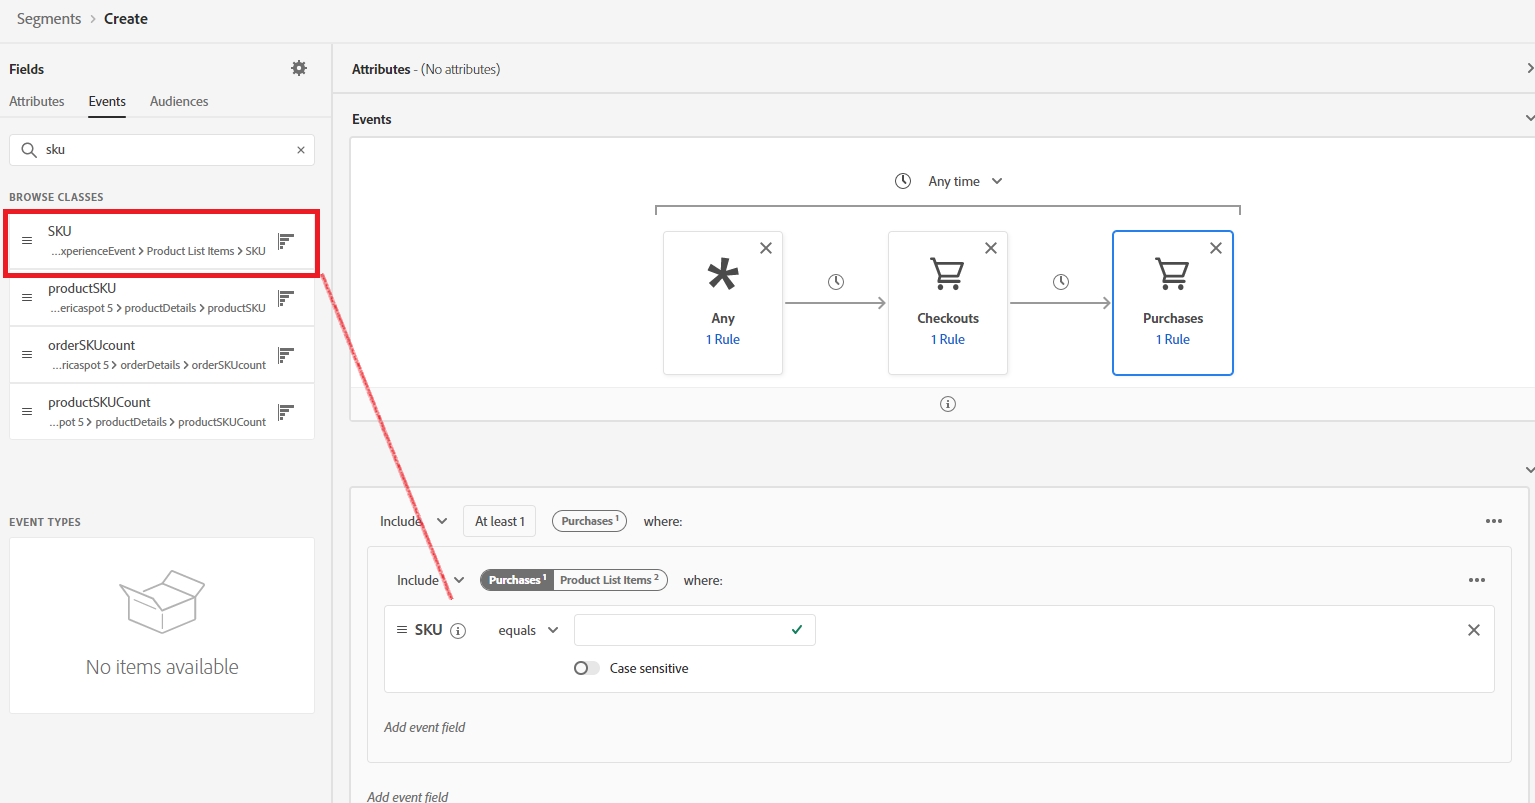 Segments > Create
Fields
Attributes Events Audiences
sku
BROWSE CLASSES
SKU
...xperienceEvent > Product List Items > SKU
productSKU
...ericaspot 5 > productDetails > productSKU
orderSKUcount
...ricaspot 5 > orderDetails > orderSKUcount
productSKUCount
...pot 5 > productDetails > productSKUCount
EVENT TYPES
No items available
Attributes - (No attributes)
Events
Any time
Any
1 Rule
Checkouts
1 Rule
Purchases
1 Rule
Include At least 1 Purchases 1 where:
Include Purchases 1 Product List Items 2 where:
SKU equals
Case sensitive
Add event field
Add event field